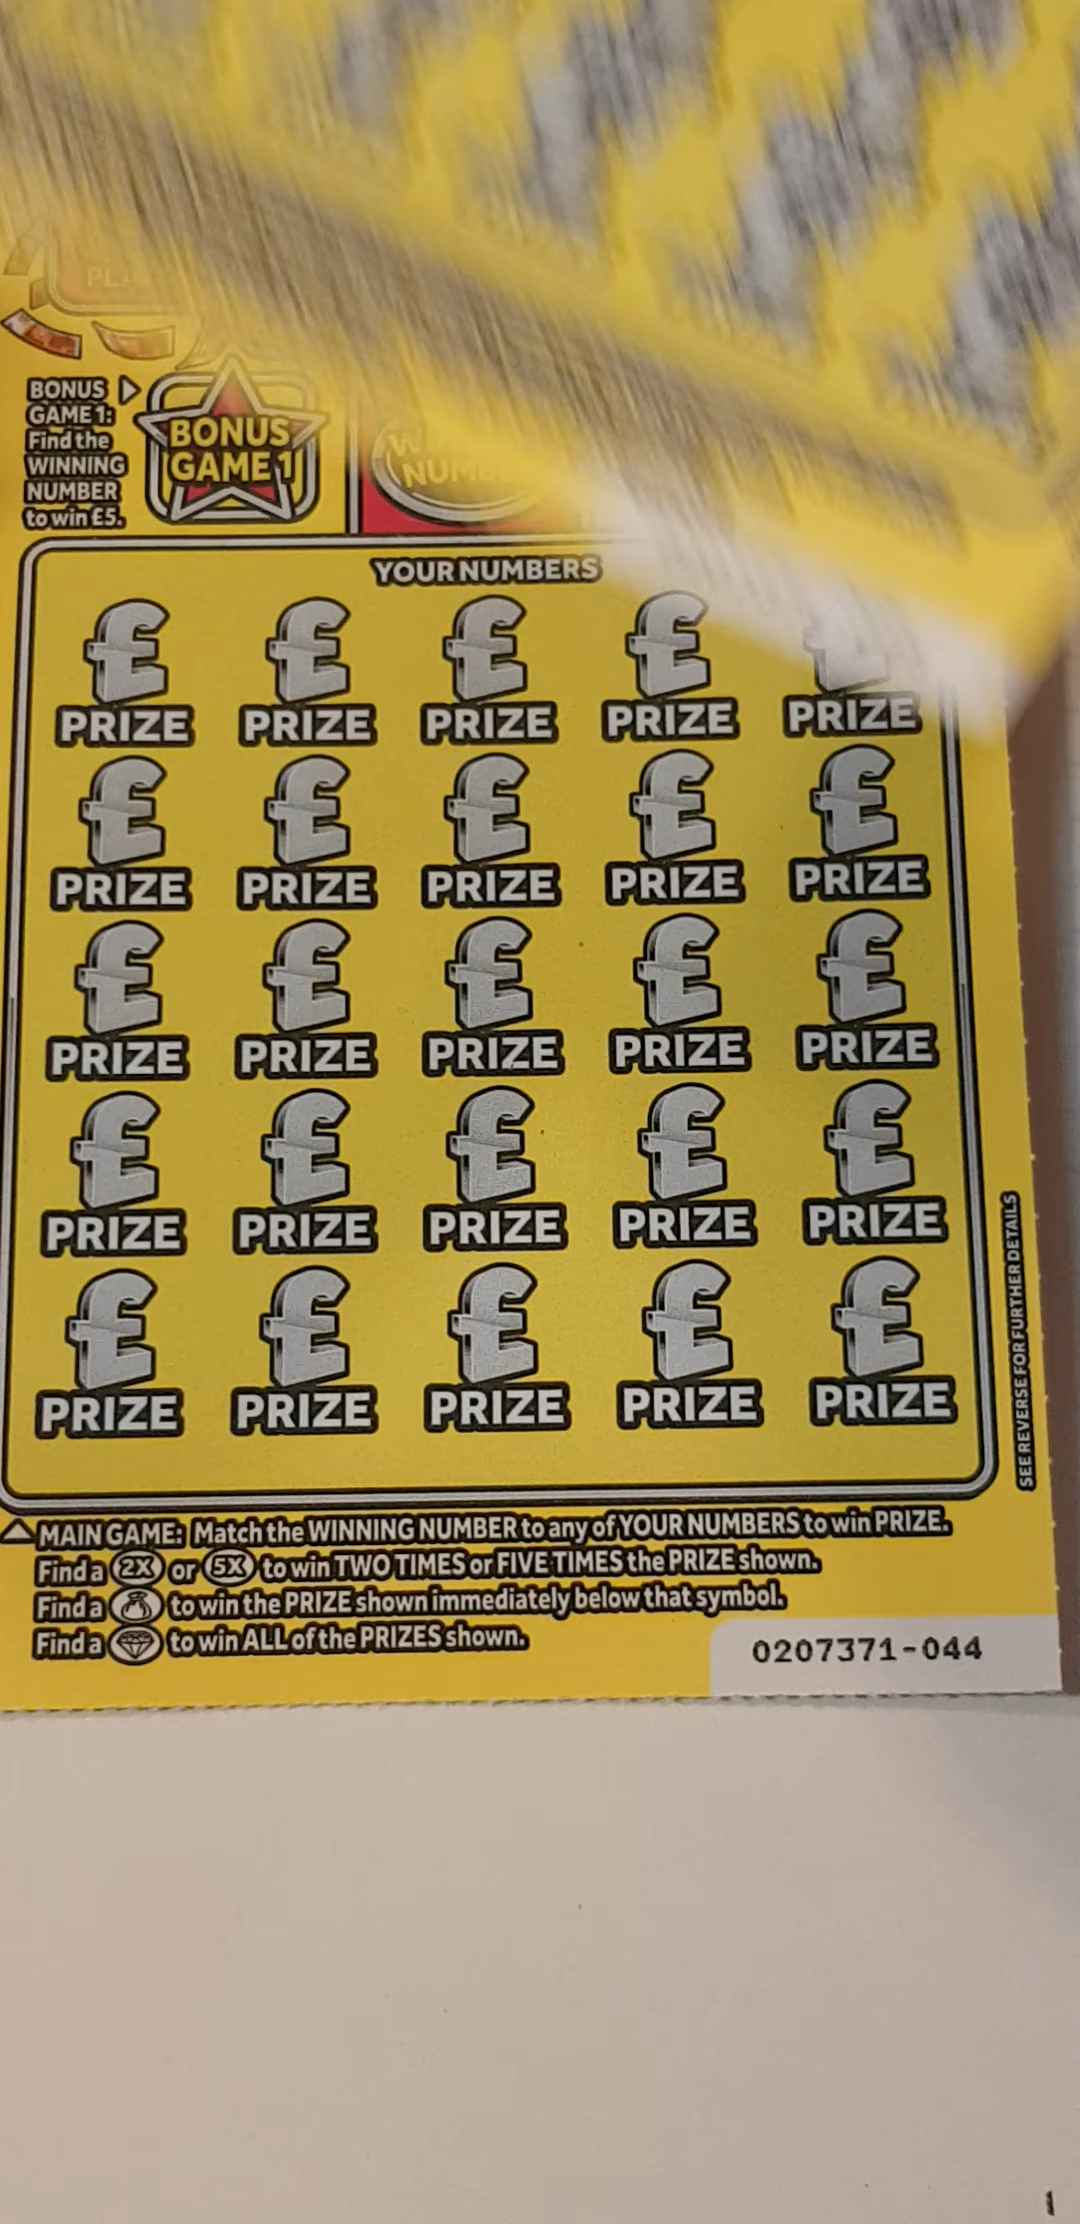 BONUS
GAME 1:
Find the
WINNING
NUMBER
to win £5.
BONUS
GAME 1
YOUR NUMBERS
£ £ £ £ £
PRIZE PRIZE PRIZE PRIZE PRIZE
£ £ £ £ £
PRIZE PRIZE PRIZE PRIZE PRIZE
£ £ £ £ £
PRIZE PRIZE PRIZE PRIZE PRIZE
£ £ £ £ £
PRIZE PRIZE PRIZE PRIZE PRIZE
£ £ £ £ £
PRIZE PRIZE PRIZE PRIZE PRIZE
SEE REVERSE FOR FURTHER DETAILS
MAIN GAME: Match the WINNING NUMBER to any of YOUR NUMBERS to win PRIZE.
Find a 2X or 5X to win TWO TIMES or FIVE TIMES the PRIZE shown.
Find a to win the PRIZE shown immediately below that symbol.
Find a to win ALL of the PRIZES shown.
0207371-044